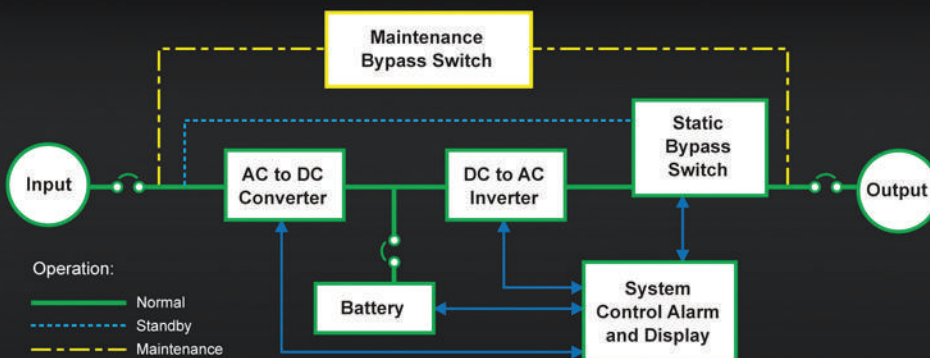 Maintenance
Bypass Switch
Static
Bypass
Switch
Input
AC to DC
Converter
DC to AC
Inverter
Output
Operation:
Normal
Standby
Maintenance
Battery
System
Control Alarm
and Display